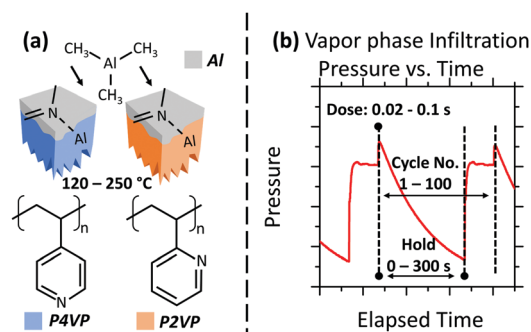 (a)
CH₃
CH₃
Al
CH₃
Al
N
Al
N
Al
120 – 250 °C
n
n
N
N
P4VP
P2VP
(b) Vapor phase Infiltration
Pressure vs. Time
Dose: 0.02 - 0.1 s
Cycle No.
1 – 100
Hold
0 – 300 s
Pressure
Elapsed Time